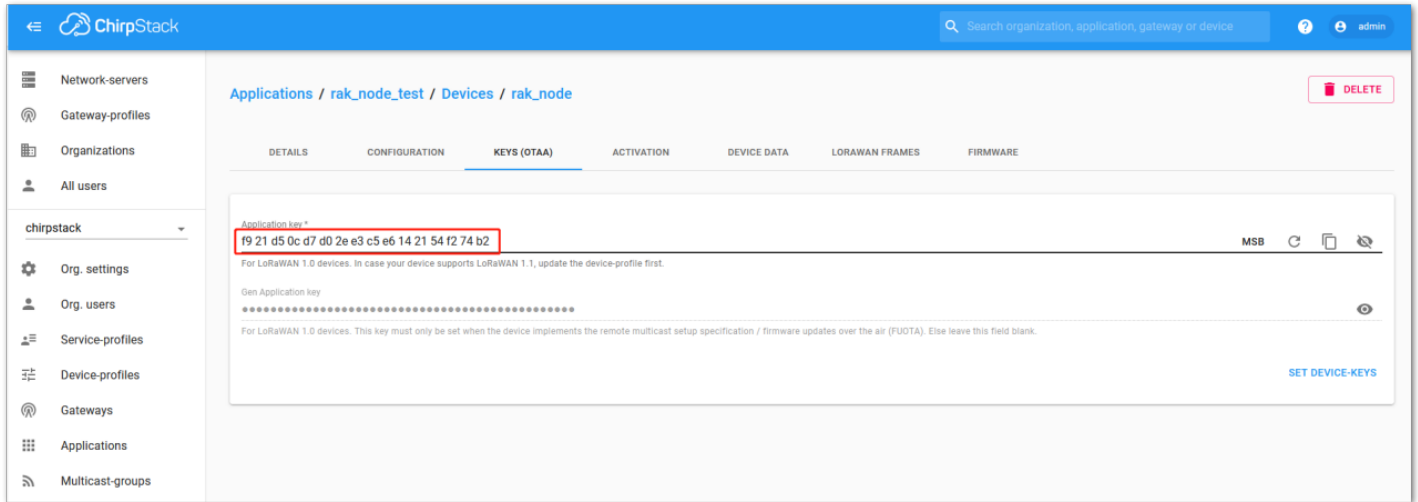 ChirpStack
Search organization, application, gateway or device
?
admin
Network-servers
Gateway-profiles
Organizations
All users
chirpstack
Org. settings
Org. users
Service-profiles
Device-profiles
Gateways
Applications
Multicast-groups
Applications / rak_node_test / Devices / rak_node
DELETE
DETAILS CONFIGURATION KEYS (OTAA) ACTIVATION DEVICE DATA LORAWAN FRAMES FIRMWARE
Application key *
f9 21 d5 0c d7 d0 2e e3 c5 e6 14 21 54 f2 74 b2 MSB
For LoRaWAN 1.0 devices. In case your device supports LoRaWAN 1.1, update the device-profile first.
Gen Application key
●●●●●●●●●●●●●●●●●●●●●●●●●●●●●●●●●●●●●●●●●●●●●●●
For LoRaWAN 1.0 devices. This key must only be set when the device implements the remote multicast setup specification / firmware updates over the air (FUOTA). Else leave this field blank.
SET DEVICE-KEYS